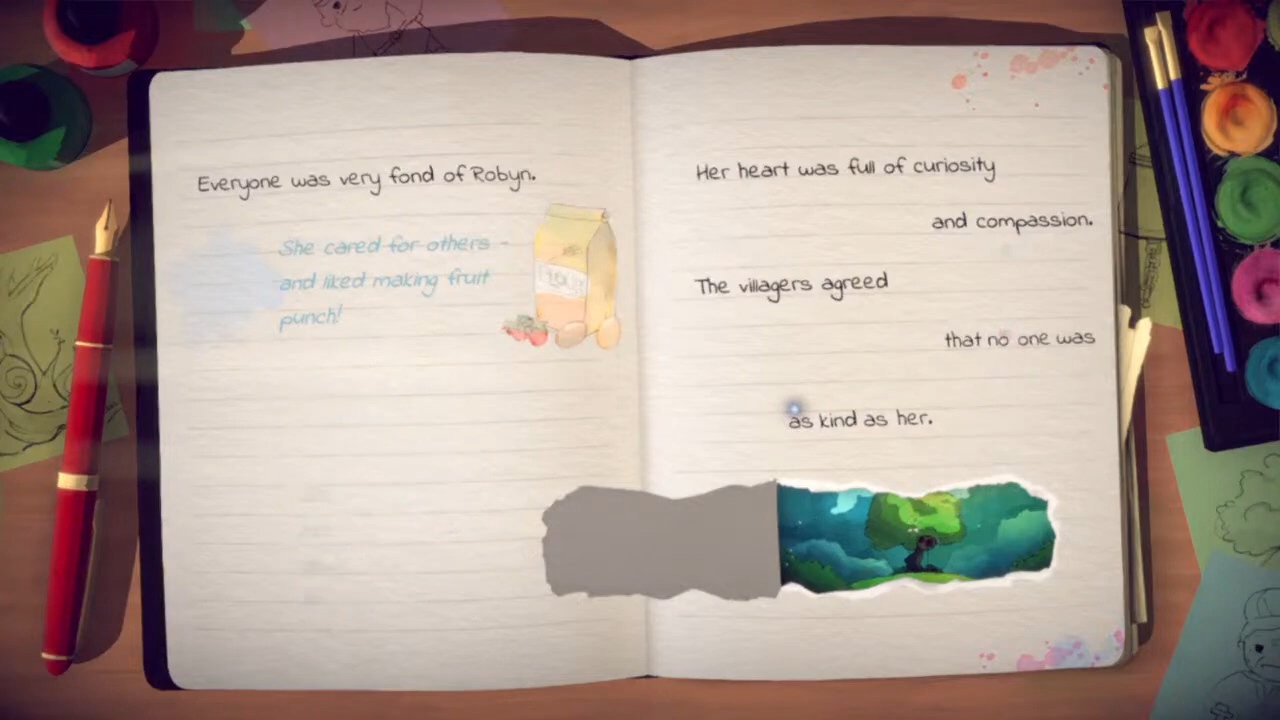 Everyone was very fond of Robyn.
She cared for others -
and liked making fruit
punch!
FLOUR
Her heart was full of curiosity
and compassion.
The villagers agreed
that no one was
as kind as her.